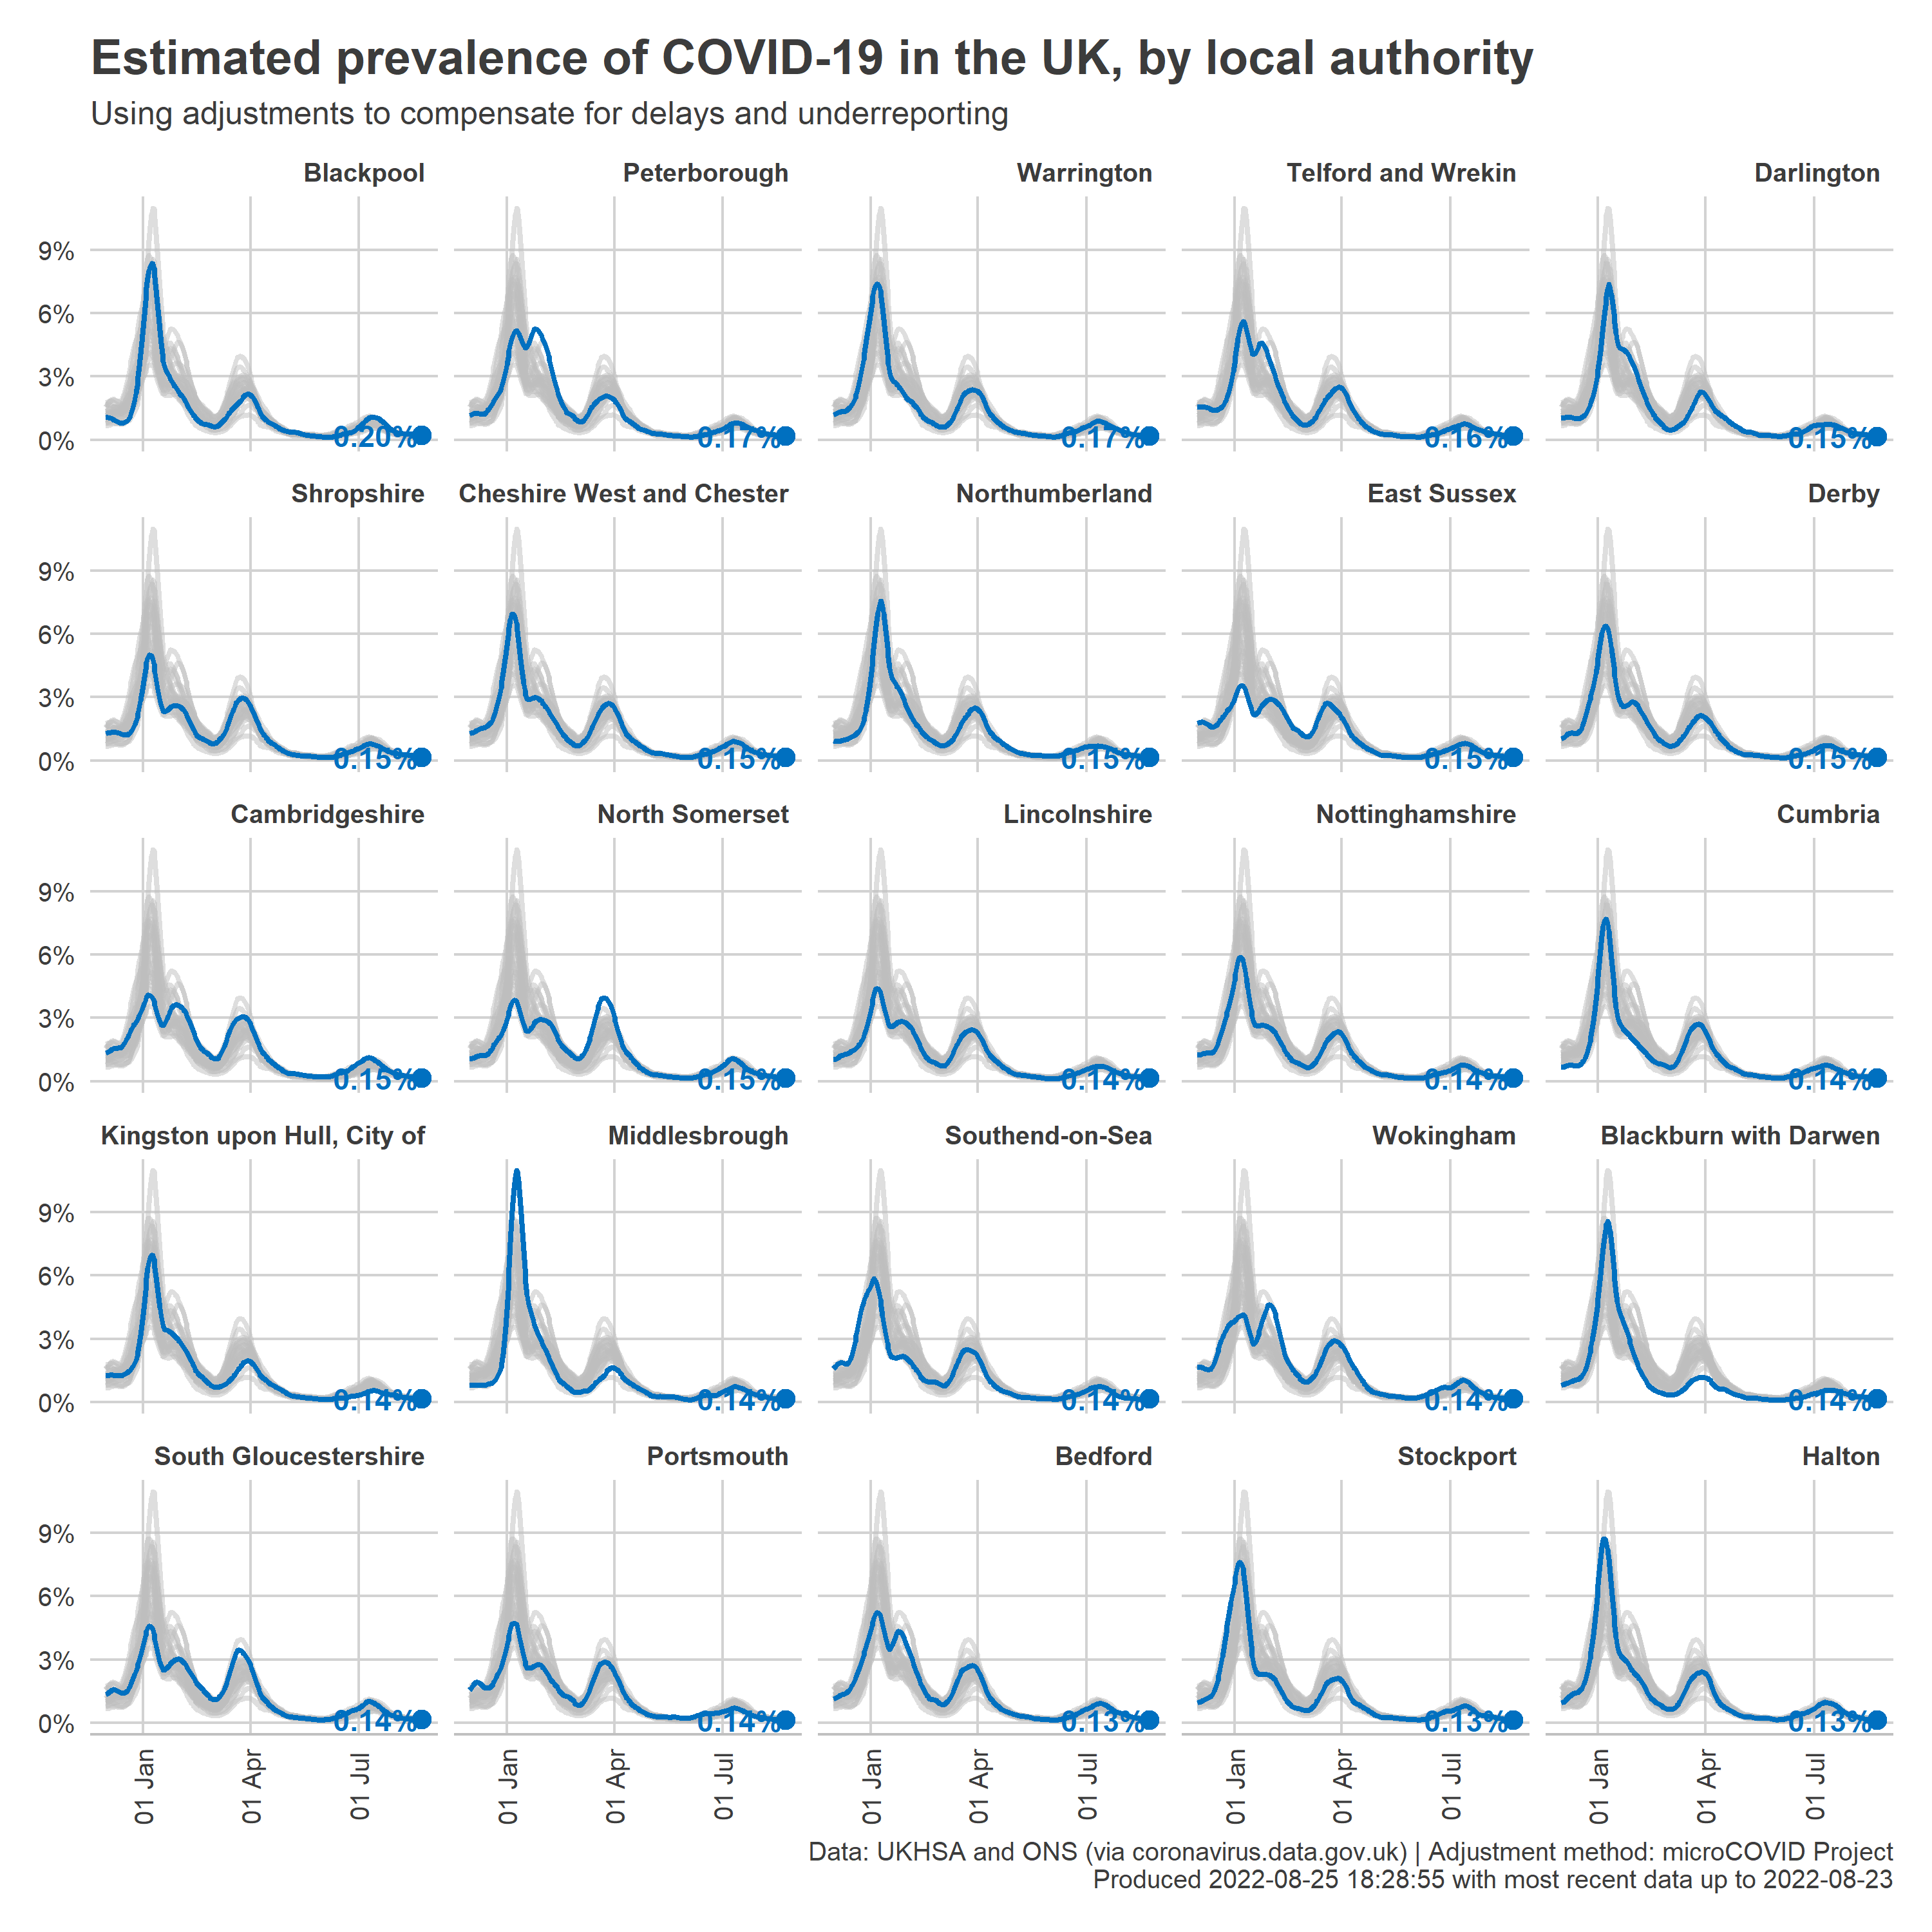 Estimated prevalence of COVID-19 in the UK, by local authority
Using adjustments to compensate for delays and underreporting
Blackpool Peterborough Warrington Telford and Wrekin Darlington
9%
6%
3%
0%
0.20% 0.17% 0.17% 0.16% 0.15%
Shropshire Cheshire West and Chester Northumberland East Sussex Derby
9%
6%
3%
0%
0.15% 0.15% 0.15% 0.15% 0.15%
Cambridgeshire North Somerset Lincolnshire Nottinghamshire Cumbria
9%
6%
3%
0%
0.15% 0.15% 0.14% 0.14% 0.14%
Kingston upon Hull, City of Middlesbrough Southend-on-Sea Wokingham Blackburn with Darwen
9%
6%
3%
0%
0.14% 0.14% 0.14% 0.14% 0.14%
South Gloucestershire Portsmouth Bedford Stockport Halton
9%
6%
3%
0%
0.14% 0.14% 0.13% 0.13% 0.13%
01 Jan 01 Apr 01 Jul 01 Jan 01 Apr 01 Jul 01 Jan 01 Apr 01 Jul 01 Jan 01 Apr 01 Jul 01 Jan 01 Apr 01 Jul
Data: UKHSA and ONS (via coronavirus.data.gov.uk) | Adjustment method: microCOVID Project
Produced 2022-08-25 18:28:55 with most recent data up to 2022-08-23